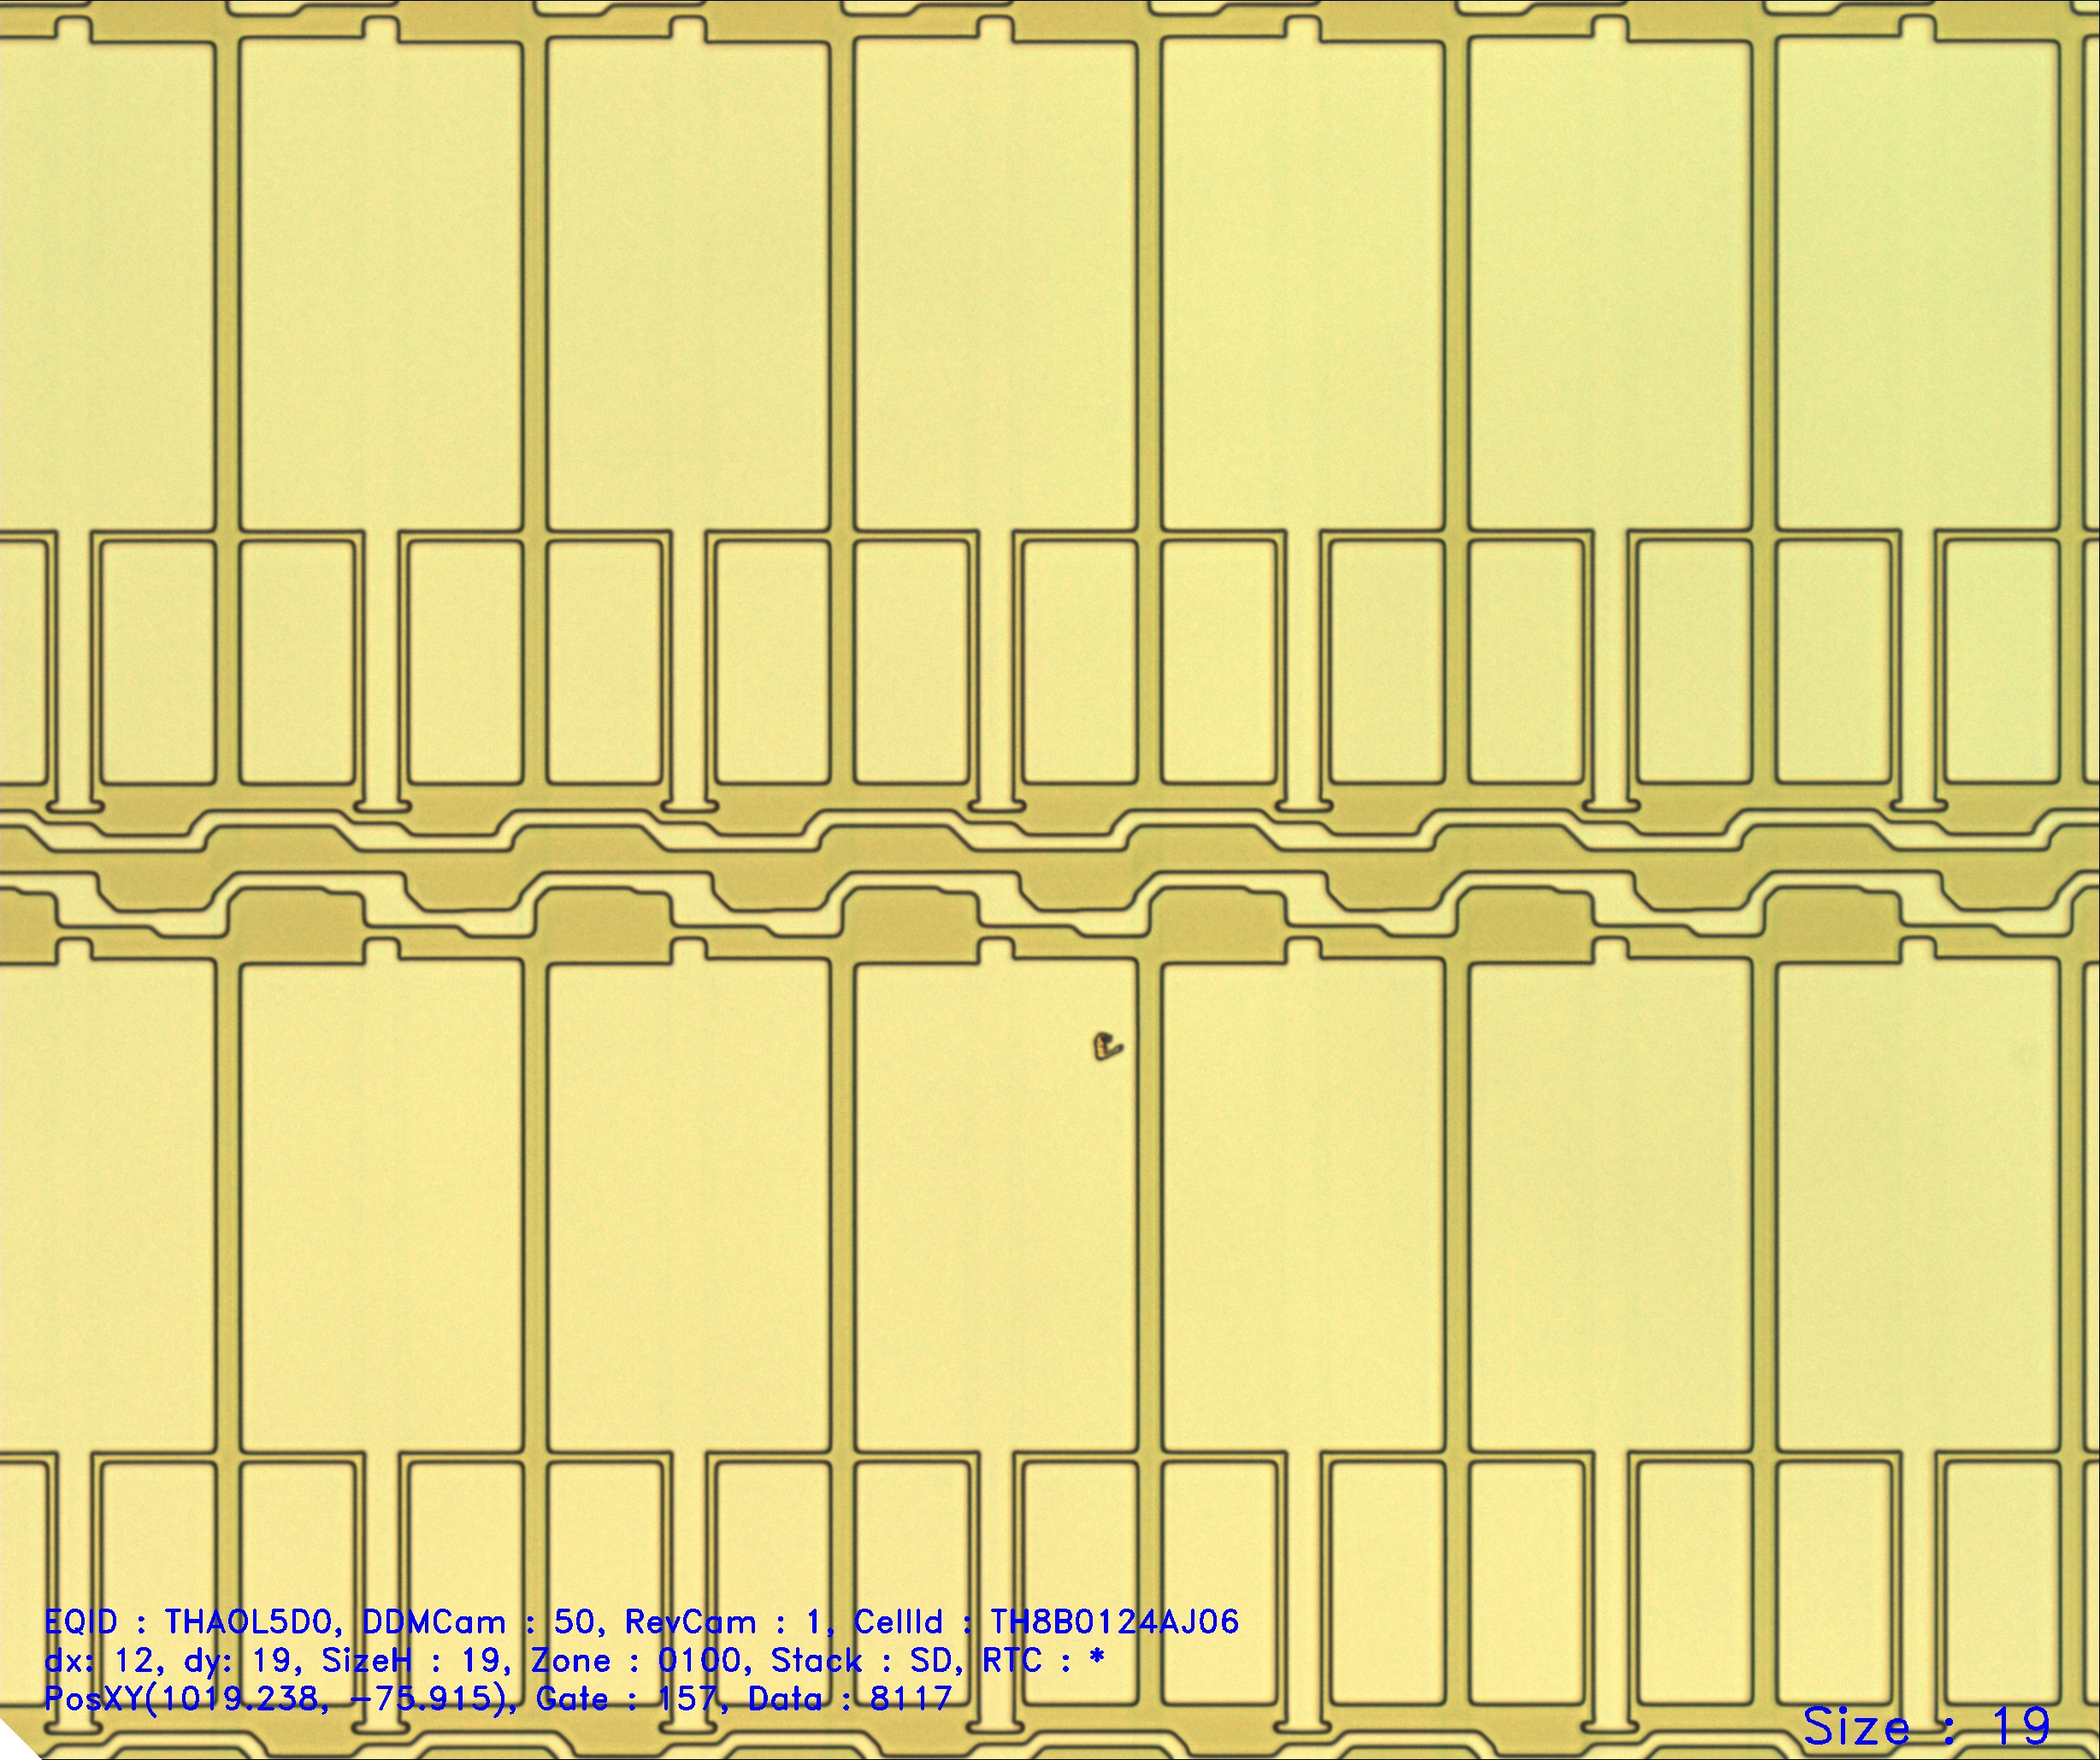 EQID : THAOL5D0, DDMCam : 50, RevCam : 1, CellId : TH8B0124AJ06
dx: 12, dy: 19, SizeH : 19, Zone : 0100, Stack : SD, RTC : *
PosXY(1019.238, -75.915), Gate : 157, Data : 8117
Size : 19